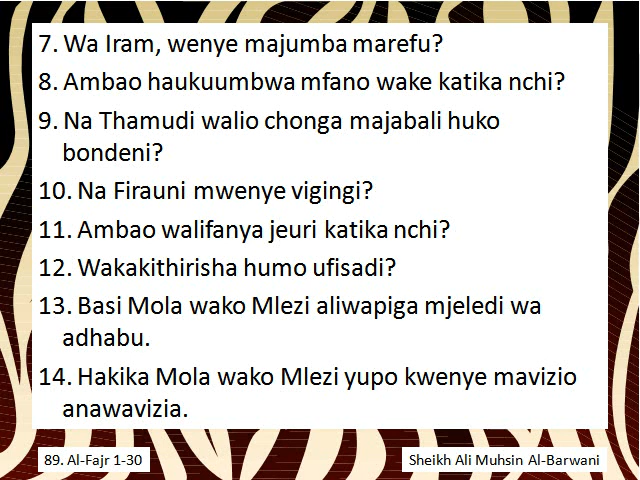 7. Wa Iram, wenye majumba marefu?
8. Ambao haukuumbwa mfano wake katika nchi?
9. Na Thamudi walio chonga majabali huko
bondeni?
10. Na Firauni mwenye vigingi?
11. Ambao walifanya jeuri katika nchi?
12. Wakakithirisha humo ufisadi?
13. Basi Mola wako Mlezi aliwapiga mjeledi wa
adhabu.
14. Hakika Mola wako Mlezi yupo kwenye mavizio
anawavizia.
89. Al-Fajr 1-30
Sheikh Ali Muhsin Al-Barwani